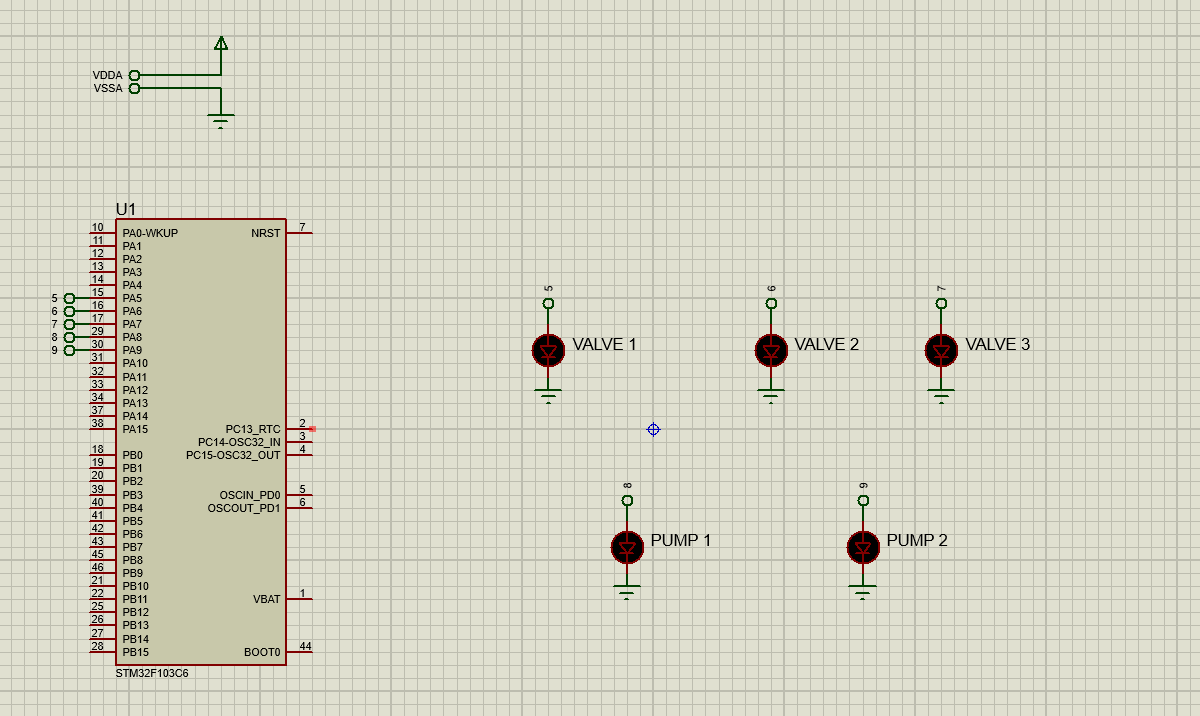 VDDA
VSSA
U1
10 PA0-WKUP NRST 7
11 PA1
12 PA2
13 PA3
14 PA4
5 15 PA5
6 16 PA6
7 17 PA7
8 29 PA8
9 30 PA9
31 PA10
32 PA11
33 PA12
34 PA13
37 PA14
38 PA15 PC13_RTC 2
PC14-OSC32_IN 3
18 PB0 PC15-OSC32_OUT 4
19 PB1
20 PB2
39 PB3 OSCIN_PD0 5
40 PB4 OSCOUT_PD1 6
41 PB5
42 PB6
43 PB7
45 PB8
46 PB9
21 PB10
22 PB11 VBAT 1
25 PB12
26 PB13
27 PB14
28 PB15 BOOT0 44
STM32F103C6
5
VALVE 1
6
VALVE 2
7
VALVE 3
8
PUMP 1
9
PUMP 2